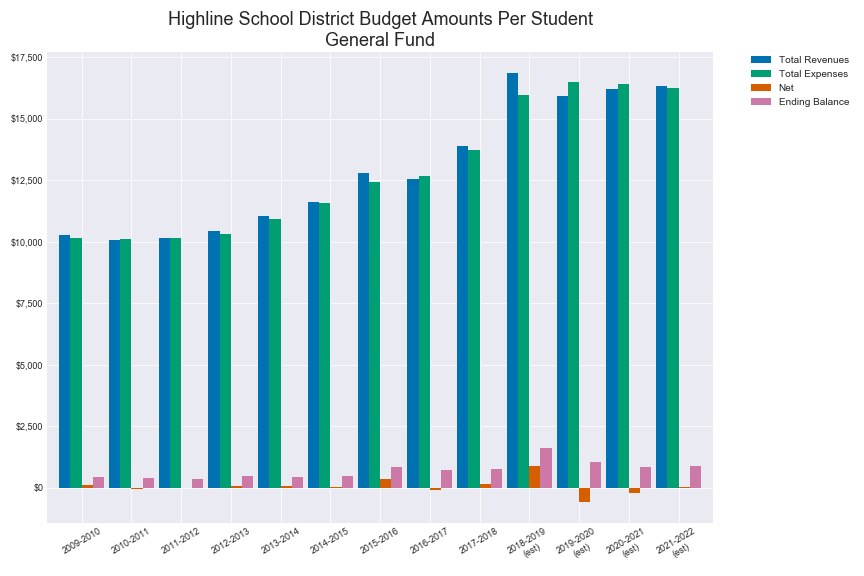 Highline School District Budget Amounts Per Student
General Fund
$17,500
$15,000
$12,500
$10,000
$7,500
$5,000
$2,500
$0
Total Revenues
Total Expenses
Net
Ending Balance
2009-2010
2010-2011
2011-2012
2012-2013
2013-2014
2014-2015
2015-2016
2016-2017
2017-2018
2018-2019
(est)
2019-2020
(est)
2020-2021
(est)
2021-2022
(est)